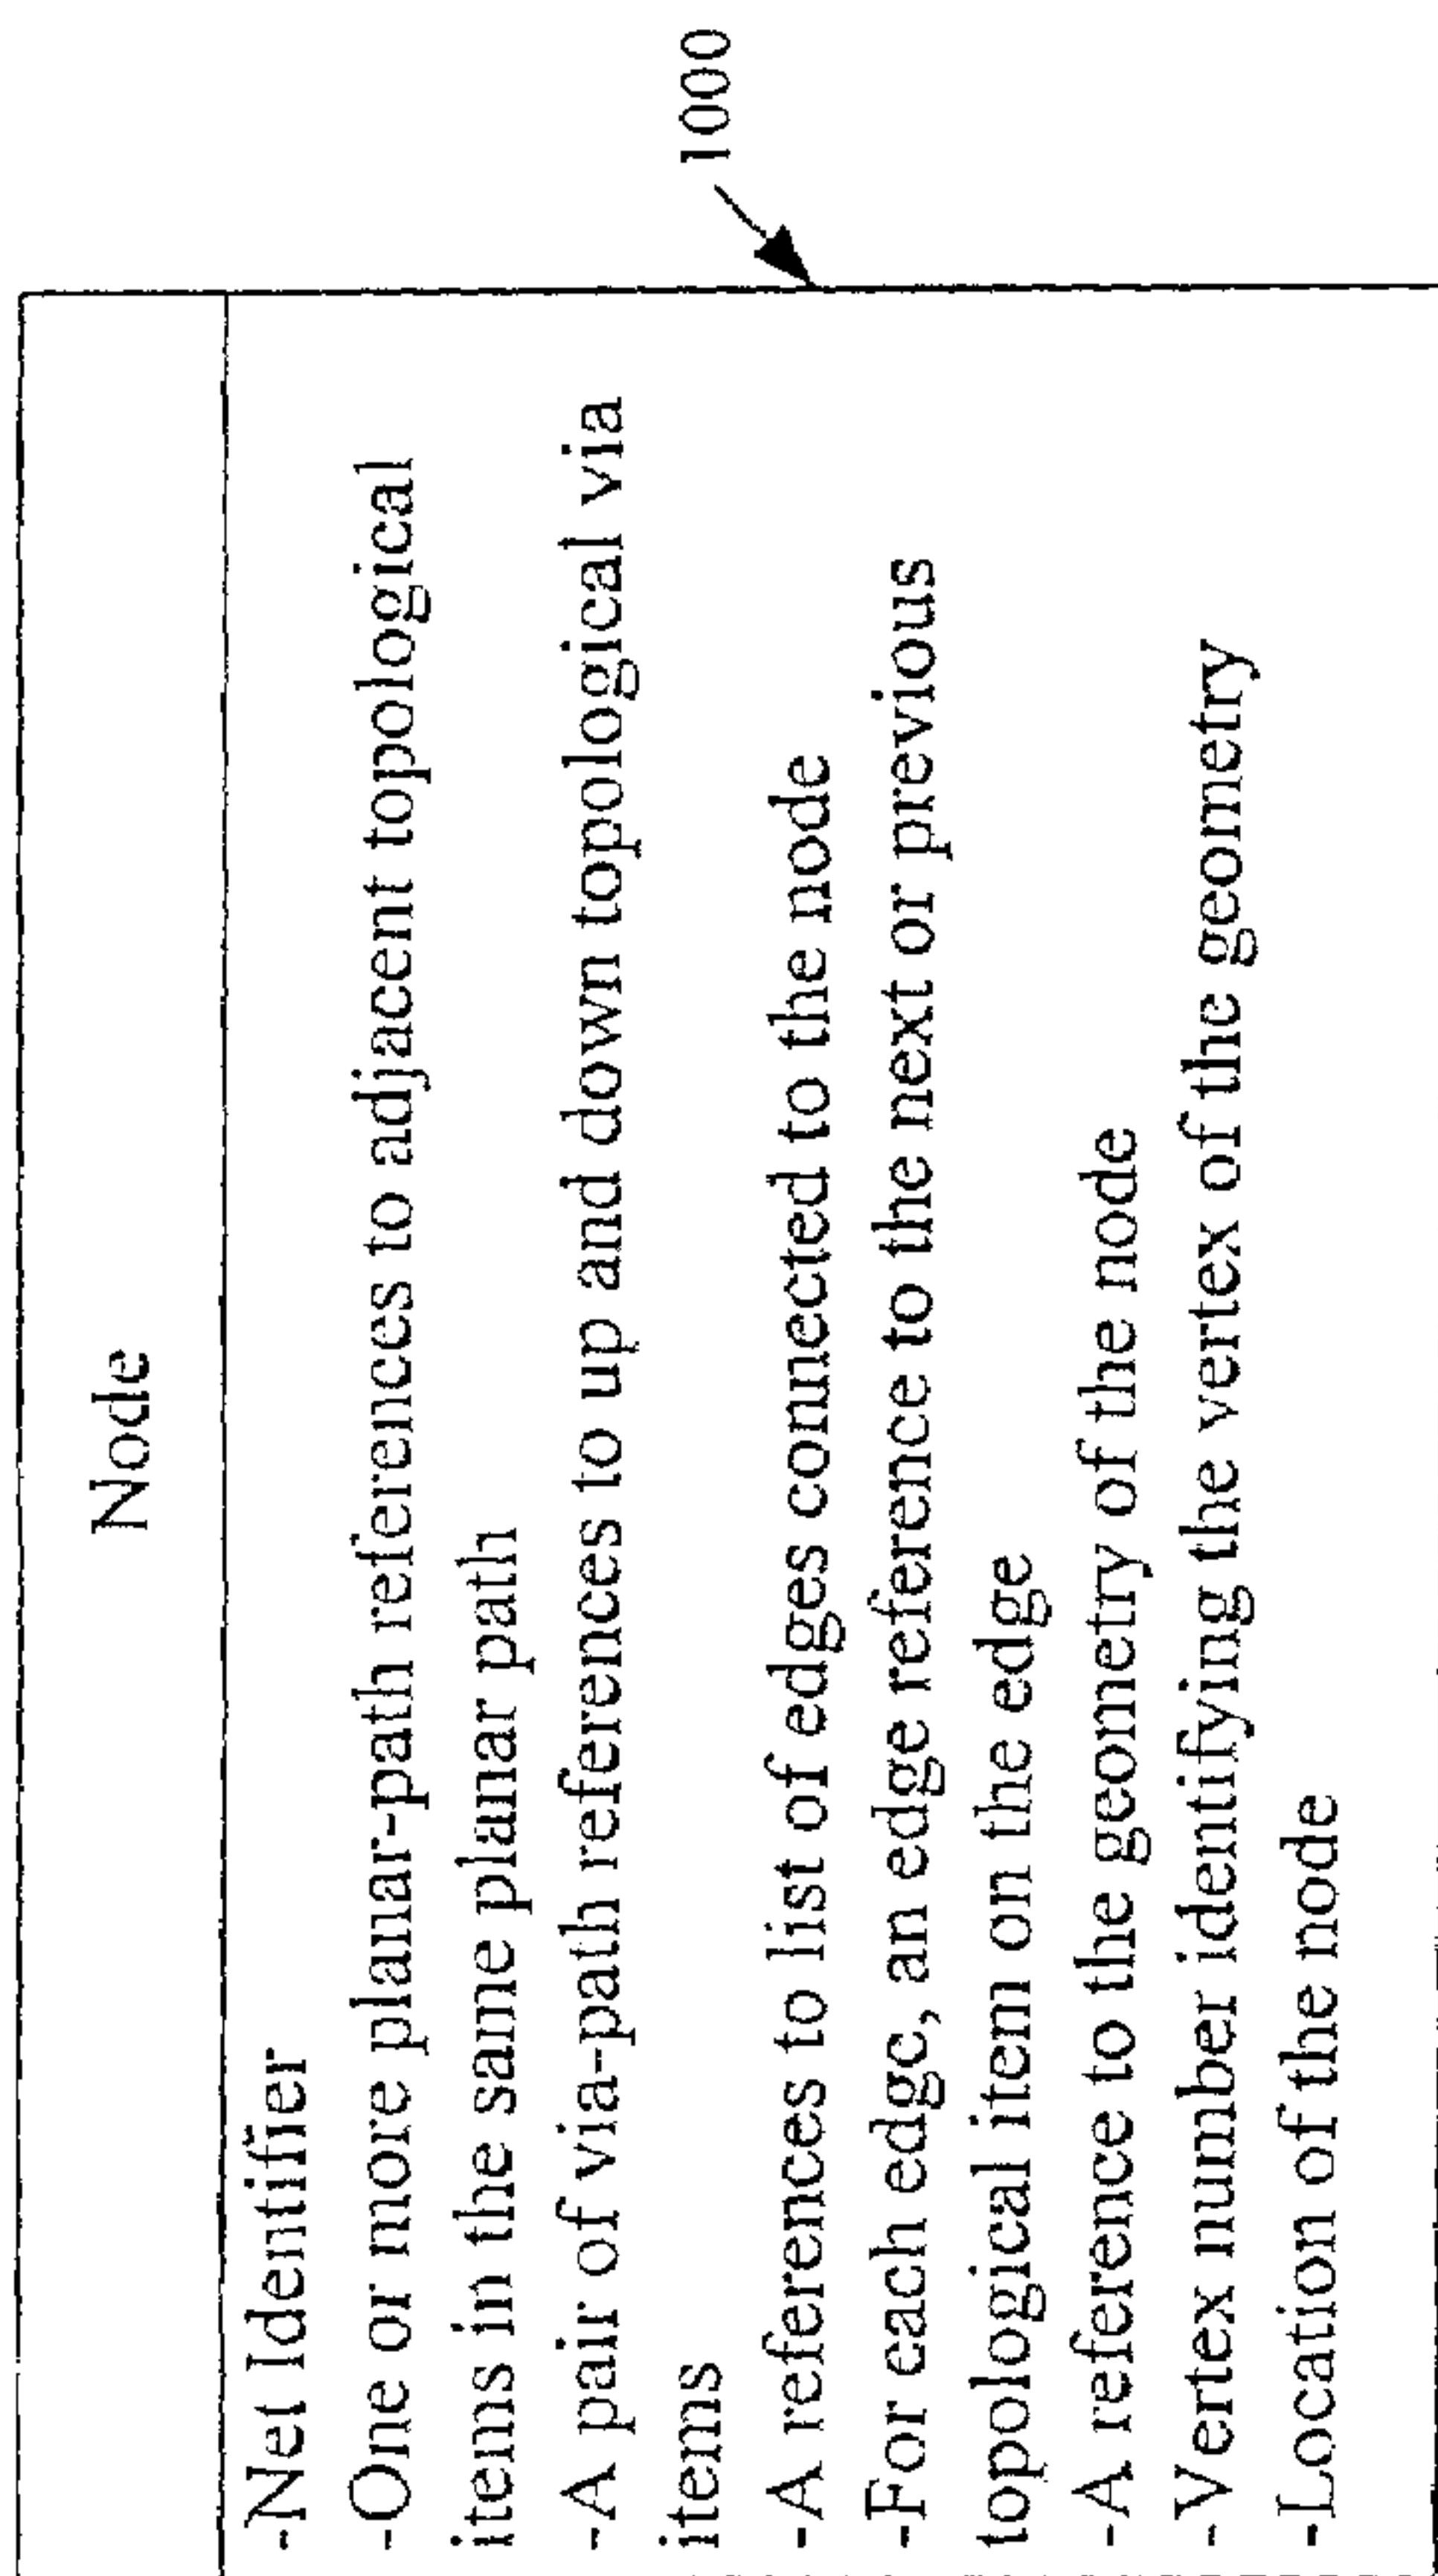 Node
-Net Identifier
-One or more planar-path references to adjacent topological
items in the same planar path
-A pair of via-path references to up and down topological via
items
-A references to list of edges connected to the node
-For each edge, an edge reference to the next or previous
topological item on the edge
-A reference to the geometry of the node
-Vertex number identifying the vertex of the geometry
-Location of the node
1000